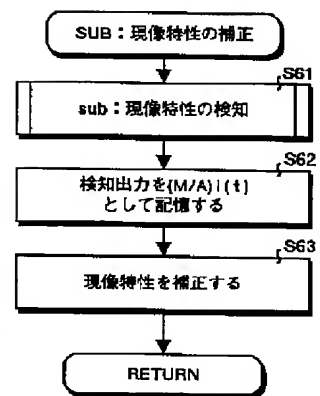 SUB:現像特性の補正
S61
sub:現像特性の検知
S62
検知出力を(M/A)i(t)
として記憶する
S63
現像特性を補正する
RETURN